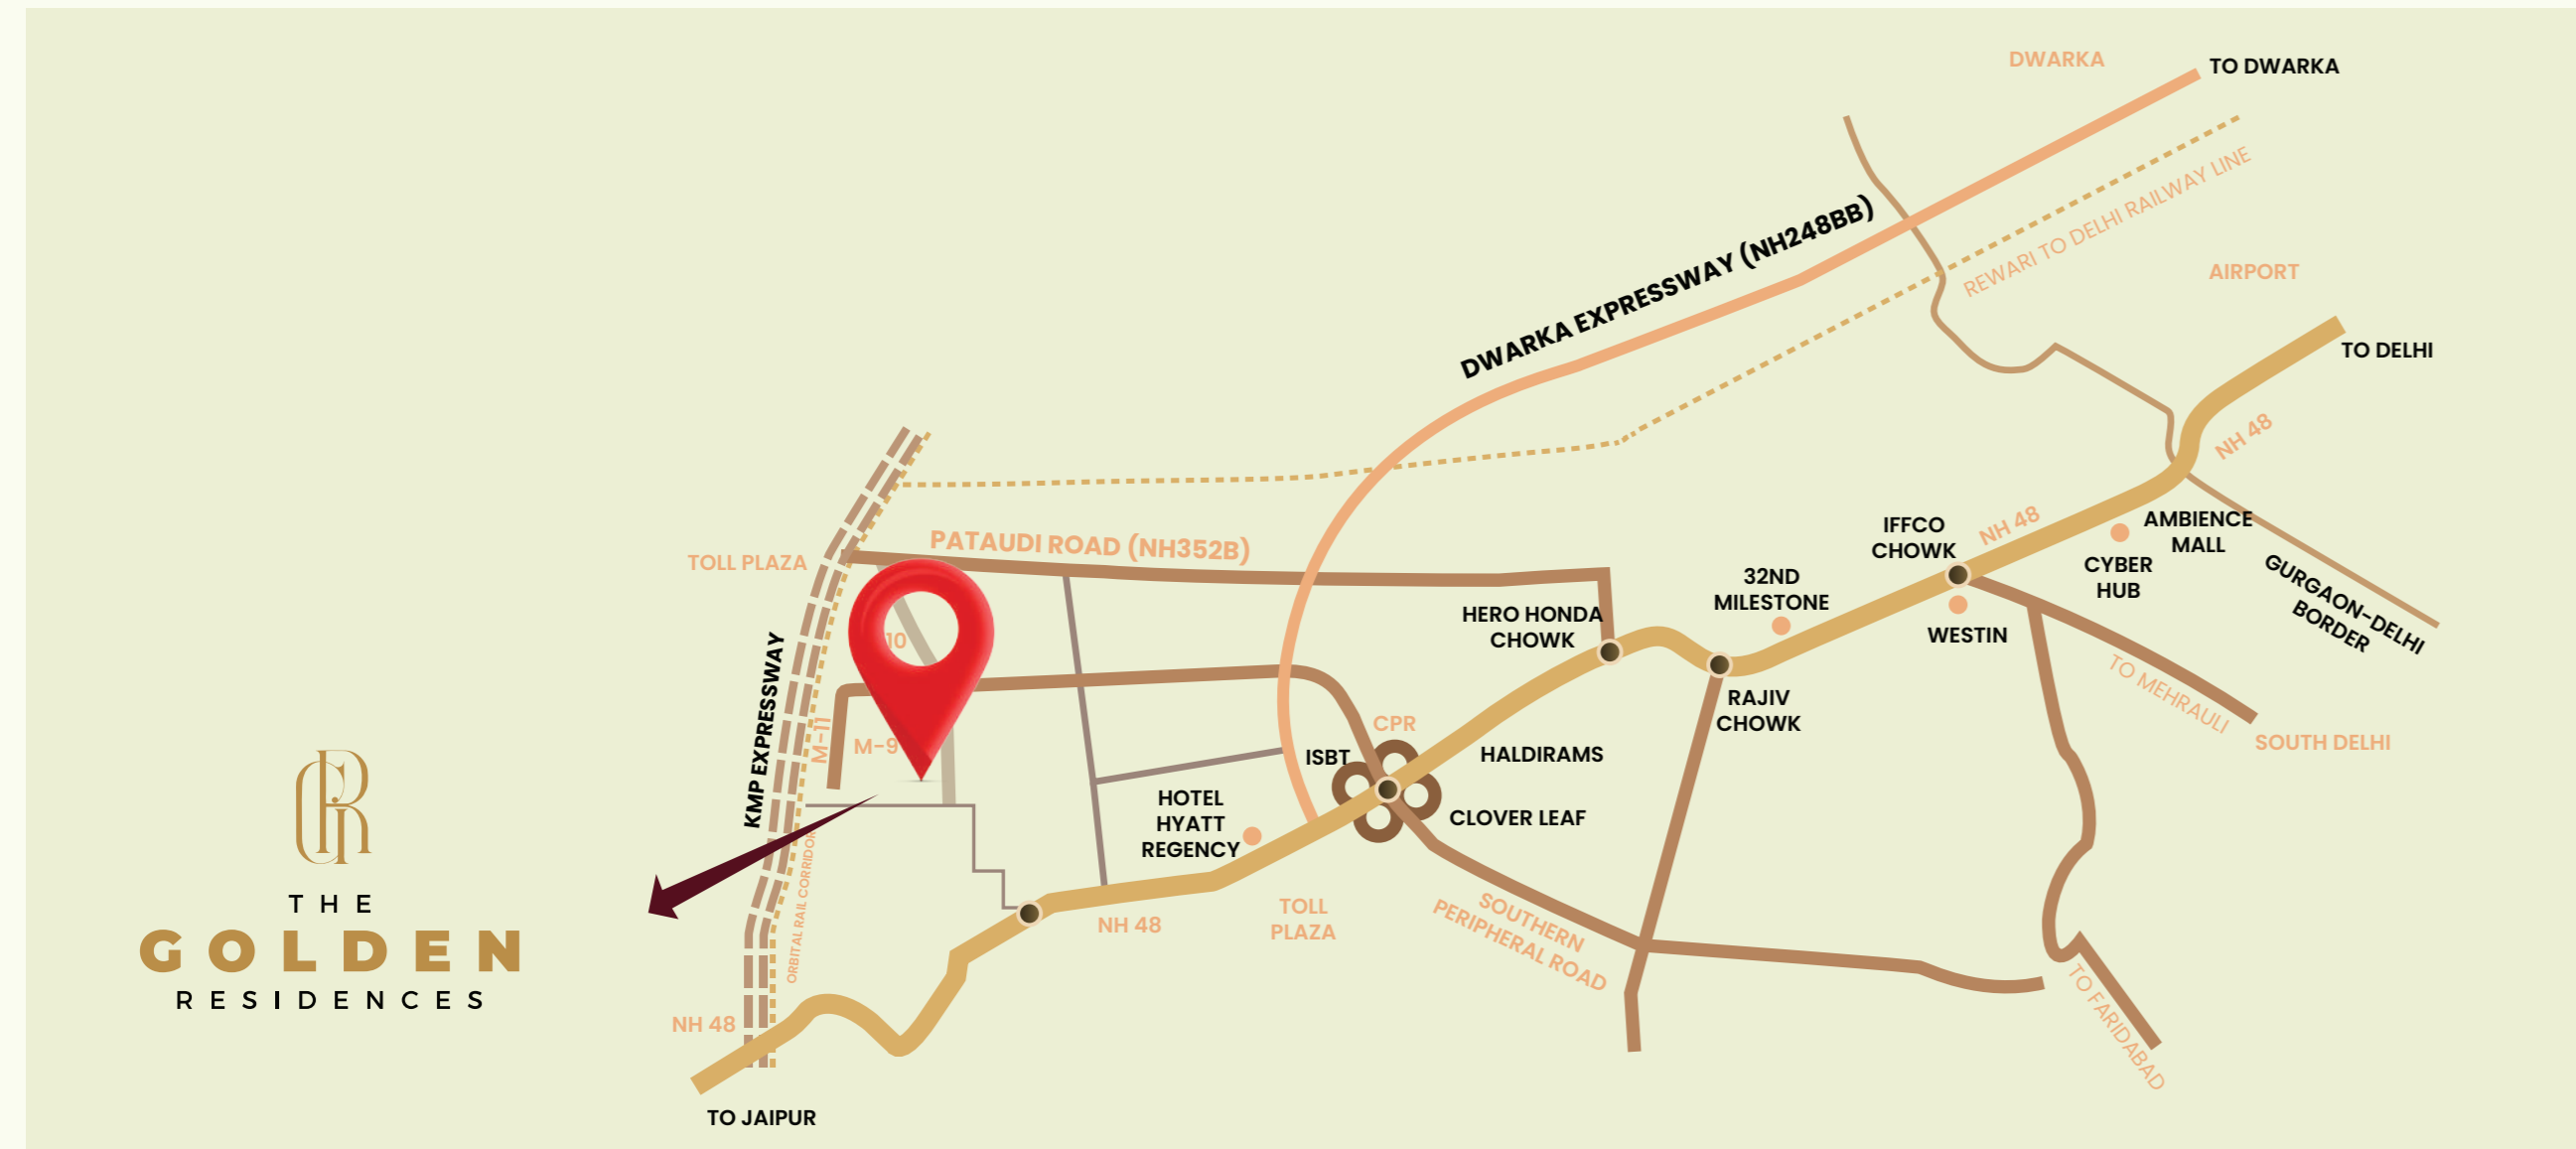 DWARKA
TO DWARKA
DWARKA EXPRESSWAY (NH248BB)
REWARI TO DELHI RAILWAY LINE
AIRPORT
TO DELHI
NH 48
NH 48
IFFCO
CHOWK
AMBIENCE
MALL
CYBER
HUB
GURGAON-DELHI
BORDER
PATAUDI ROAD (NH352B)
TOLL PLAZA
32ND
MILESTONE
HERO HONDA
CHOWK
WESTIN
10
TO MEHRAULI
SOUTH DELHI
RAJIV
CHOWK
KMP EXPRESSWAY
M-11
M-9
CPR
ISBT
HALDIRAMS
HOTEL
HYATT
REGENCY
CLOVER LEAF
ORBITAL RAIL CORRIDOR
NH 48
TOLL
PLAZA
SOUTHERN
PERIPHERAL ROAD
TO FARIDABAD
NH 48
TO JAIPUR
THE
GOLDEN
RESIDENCES